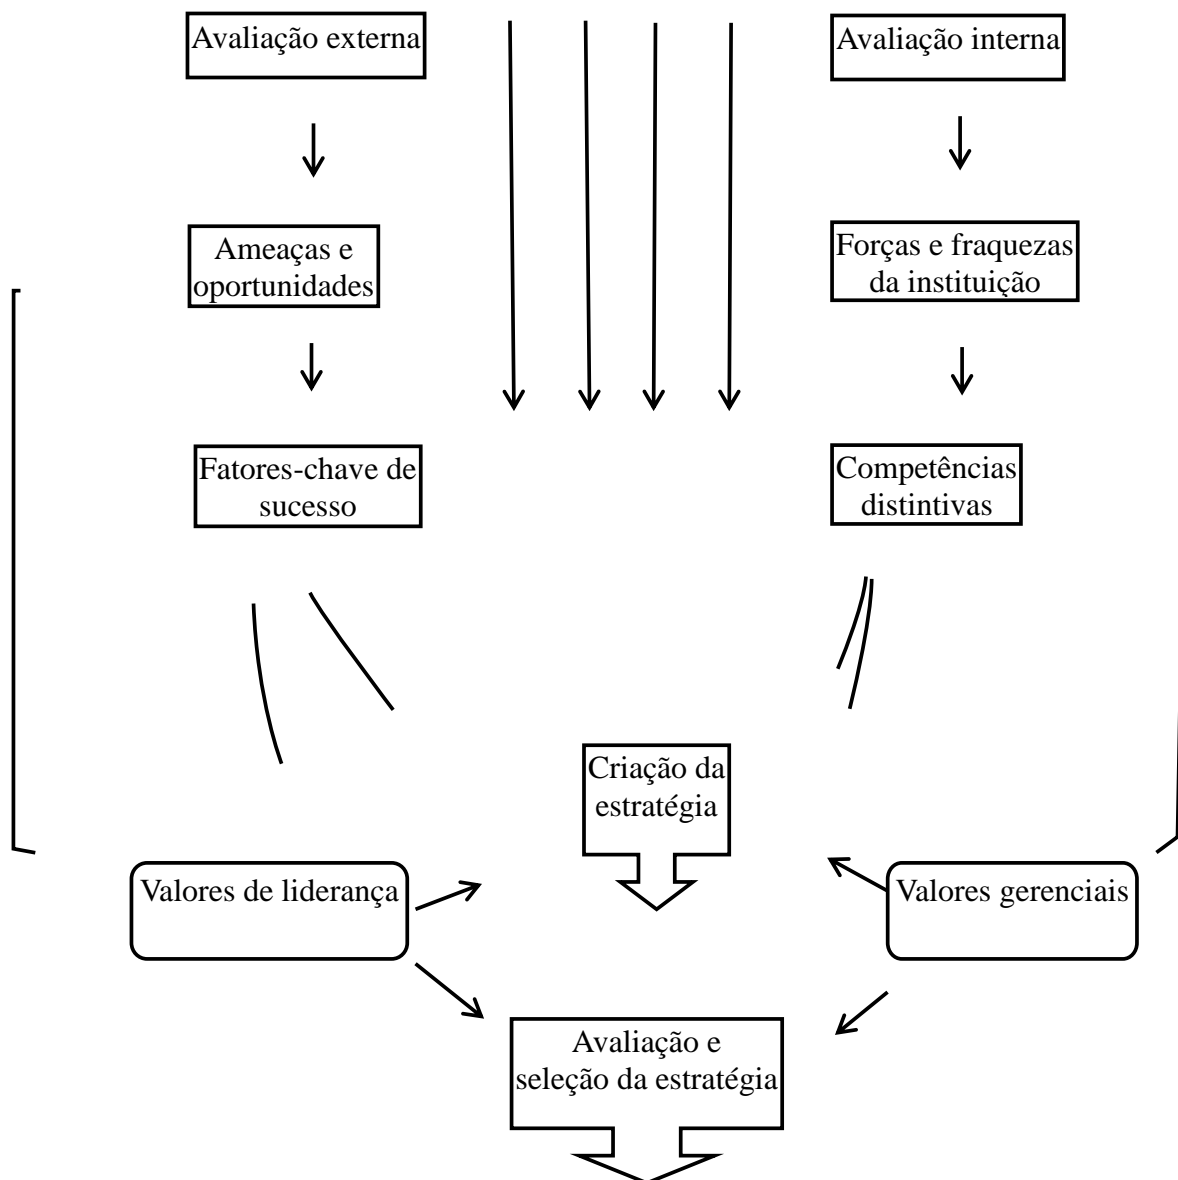 Avaliação externa
Avaliação interna
Ameaças e
oportunidades
Forças e fraquezas
da instituição
Fatores-chave de
sucesso
Competências
distintivas
Criação da
estratégia
Valores de liderança
Valores gerenciais
Avaliação e
seleção da estratégia